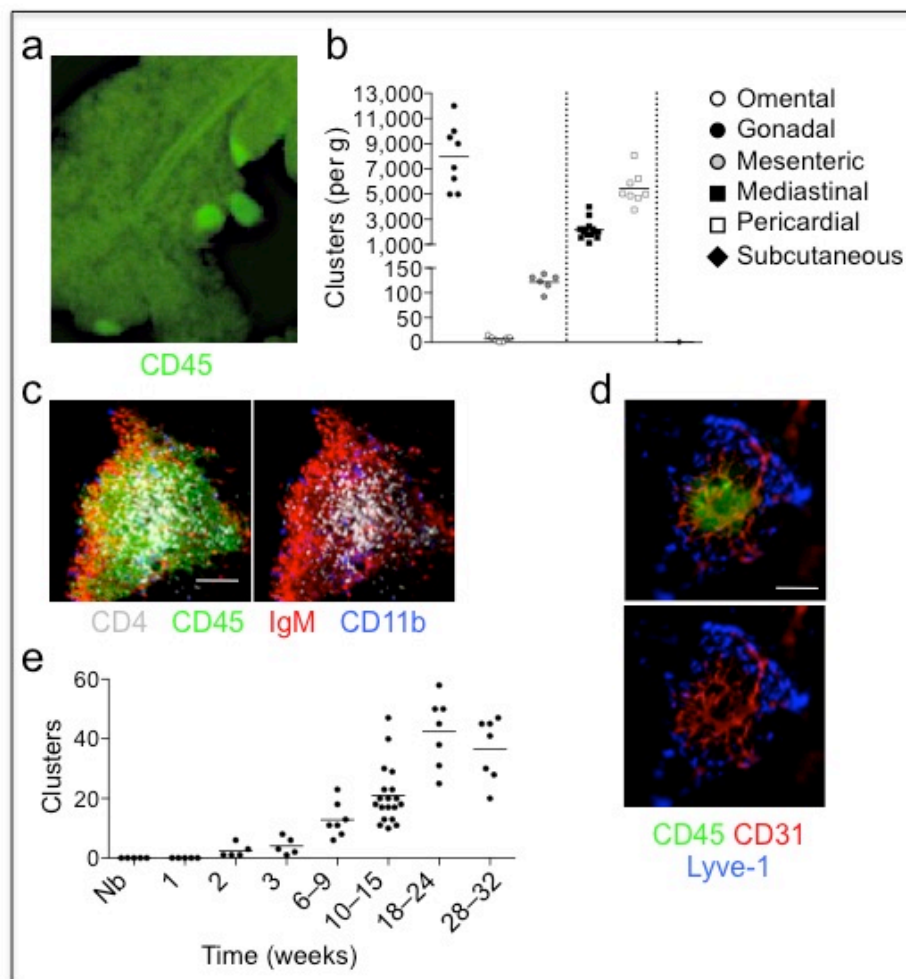 a
CD45
b
Clusters (per g)
13,000
11,000
9,000
7,000
5,000
3,000
1,000
150
100
50
0
Omental
Gonadal
Mesenteric
Mediastinal
Pericardial
Subcutaneous
c
CD4 CD45 IgM CD11b
d
CD45 CD31
Lyve-1
e
Clusters
60
40
20
0
Nb 1 2 3 6–9 10–15 18–24 28–32
Time (weeks)